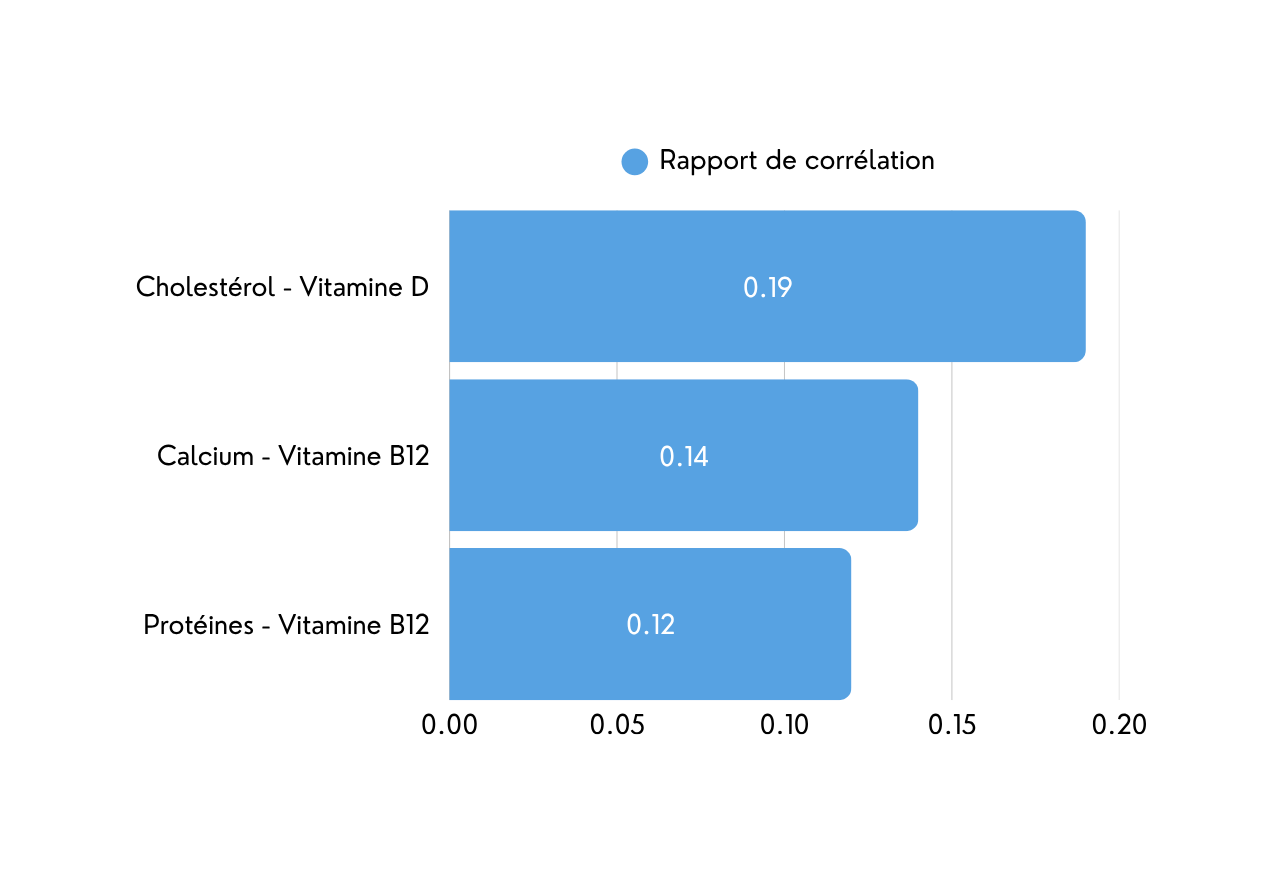 Rapport de corrélation
Cholestérol - Vitamine D
0.19
Calcium - Vitamine B12
0.14
Protéines - Vitamine B12
0.12
0.00 0.05 0.10 0.15 0.20